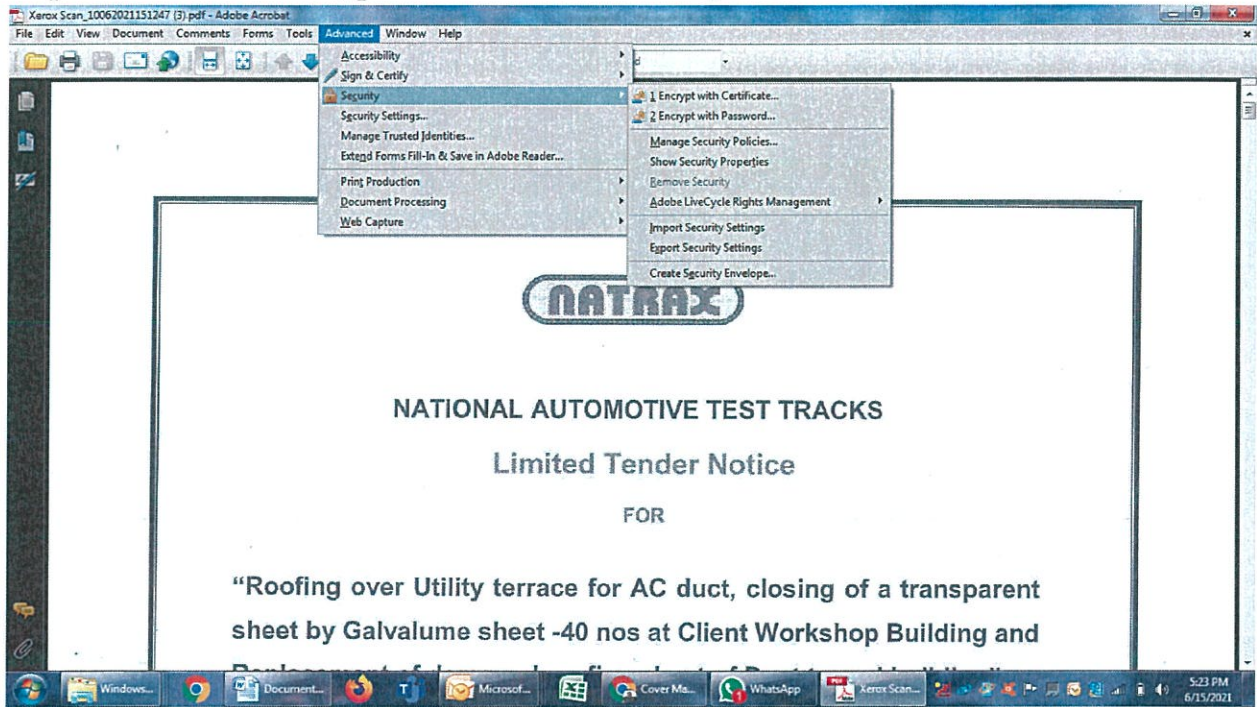 Xerox Scan_10062021151247 (3).pdf - Adobe Acrobat
File Edit View Document Comments Forms Tools Advanced Window Help
Accessibility
Sign & Certify
Security
Security Settings...
Manage Trusted Identities...
Extend Forms Fill-In & Save in Adobe Reader...
Print Production
Document Processing
Web Capture
1 Encrypt with Certificate...
2 Encrypt with Password...
Manage Security Policies...
Show Security Properties
Remove Security
Adobe LiveCycle Rights Management
Import Security Settings
Export Security Settings
Create Security Envelope...
NATRAX
NATIONAL AUTOMOTIVE TEST TRACKS
Limited Tender Notice
FOR
“Roofing over Utility terrace for AC duct, closing of a transparent
sheet by Galvalume sheet -40 nos at Client Workshop Building and
Windows... Document... Microsof... Cover Ma... WhatsApp Xerox Scan... 5:23 PM
6/15/2021